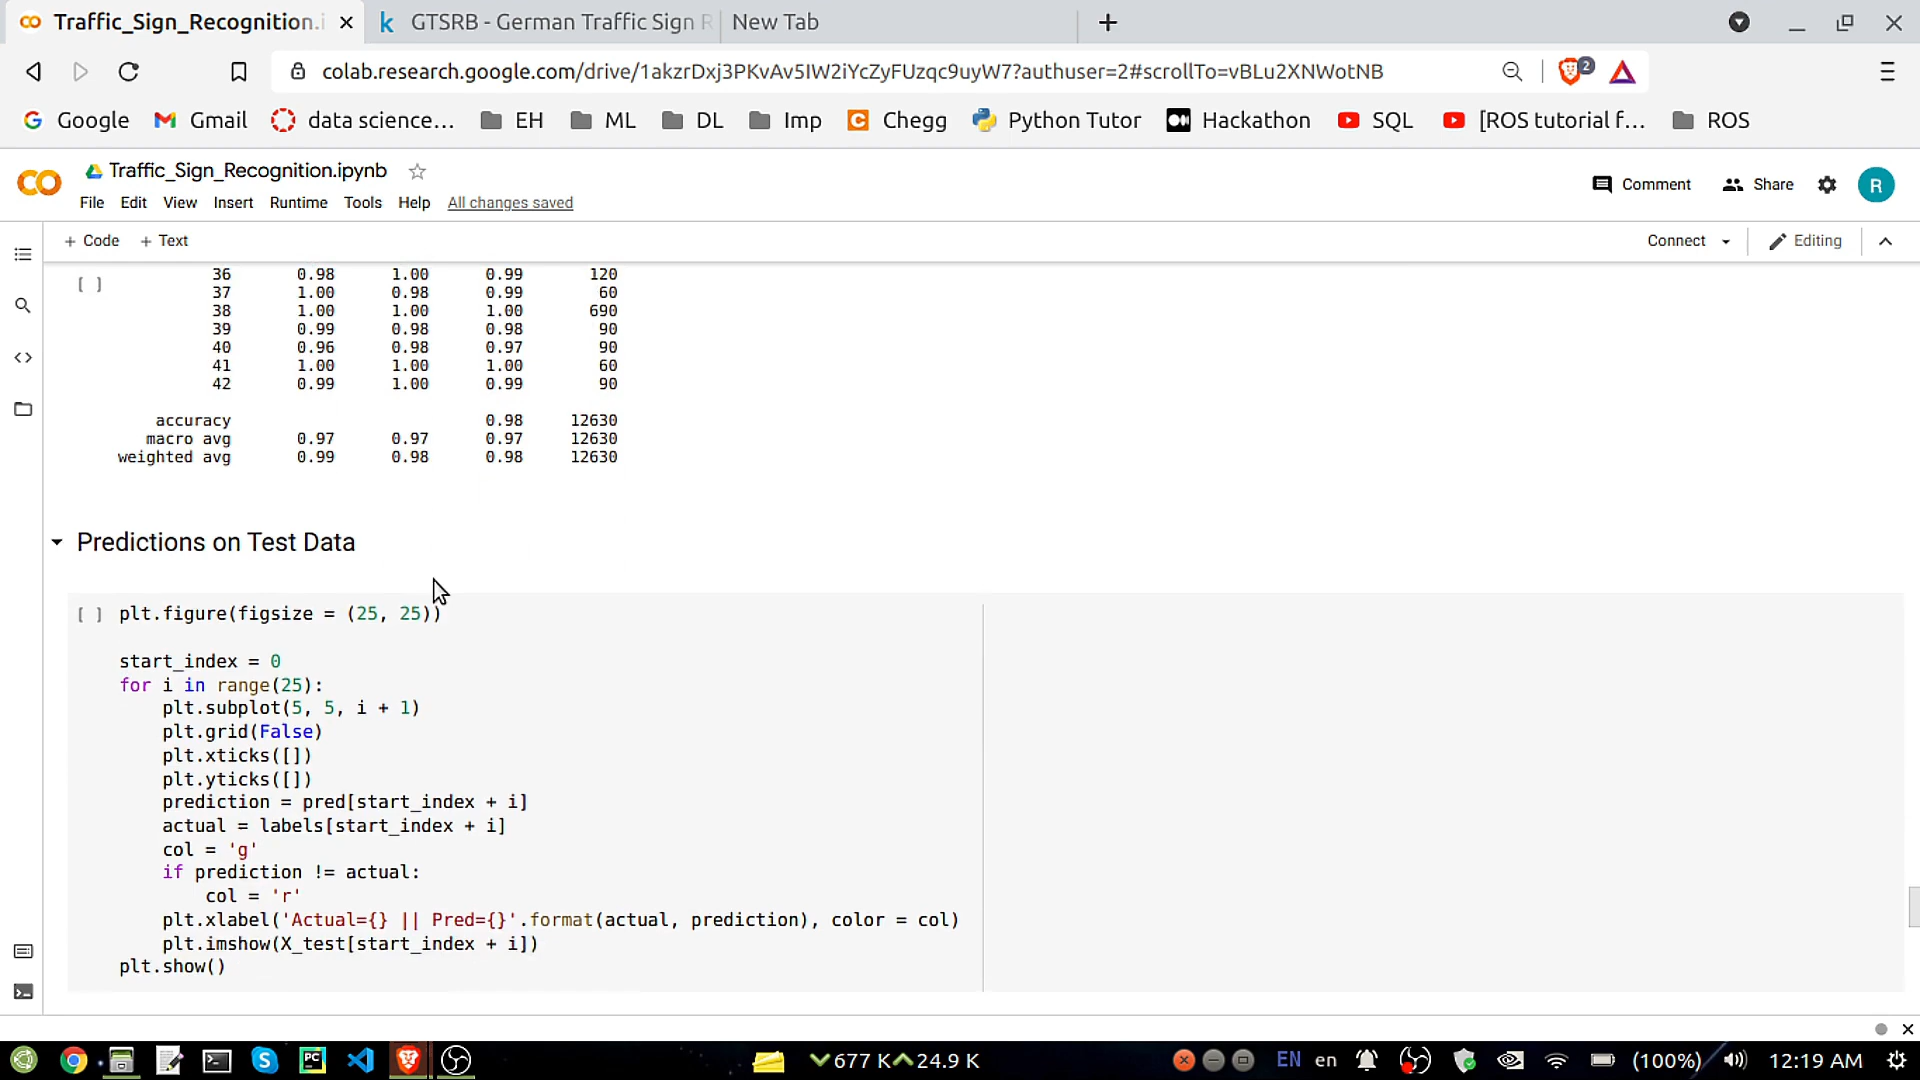 Traffic_Sign_Recognition.i
GTSRB - German Traffic Sign R
New Tab
colab.research.google.com/drive/1akzrDxj3PKvAv5IW2iYcZyFUzqc9uyW7?authuser=2#scrollTo=vBLu2XNWotNB
2
Google Gmail data science... EH ML DL Imp Chegg Python Tutor Hackathon SQL [ROS tutorial f... ROS
Traffic_Sign_Recognition.ipynb
Comment Share R
File Edit View Insert Runtime Tools Help All changes saved
+ Code + Text
Connect Editing
[ ] 36 0.98 1.00 0.99 120
37 1.00 0.98 0.99 60
38 1.00 1.00 1.00 690
39 0.99 0.98 0.98 90
40 0.96 0.98 0.97 90
41 1.00 1.00 1.00 60
42 0.99 1.00 0.99 90
accuracy 0.98 12630
macro avg 0.97 0.97 0.97 12630
weighted avg 0.99 0.98 0.98 12630
Predictions on Test Data
[ ] plt.figure(figsize = (25, 25))
start_index = 0
for i in range(25):
plt.subplot(5, 5, i + 1)
plt.grid(False)
plt.xticks([])
plt.yticks([])
prediction = pred[start_index + i]
actual = labels[start_index + i]
col = 'g'
if prediction != actual:
col = 'r'
plt.xlabel('Actual={} || Pred={}'.format(actual, prediction), color = col)
plt.imshow(X_test[start_index + i])
plt.show()
PC 677 K 24.9 K EN en (100%) 12:19 AM